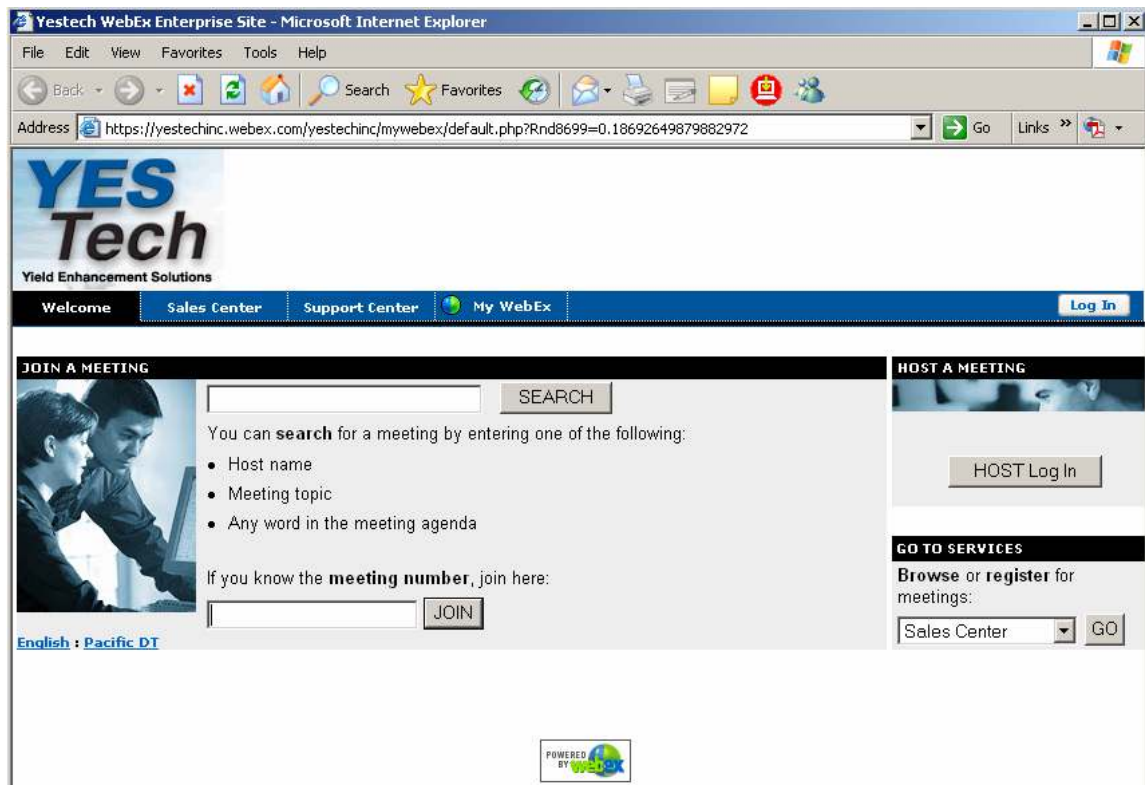 Yestech WebEx Enterprise Site - Microsoft Internet Explorer
File Edit View Favorites Tools Help
Back Search Favorites
Address https://yestechinc.webex.com/yestechinc/mywebex/default.php?Rnd8699=0.18692649879882972 Go Links »
YES
Tech
Yield Enhancement Solutions
Welcome Sales Center Support Center My WebEx Log In
JOIN A MEETING
SEARCH
You can search for a meeting by entering one of the following:
• Host name
• Meeting topic
• Any word in the meeting agenda
If you know the meeting number, join here:
JOIN
English : Pacific DT
HOST A MEETING
HOST Log In
GO TO SERVICES
Browse or register for
meetings:
Sales Center GO
POWERED
BY webex